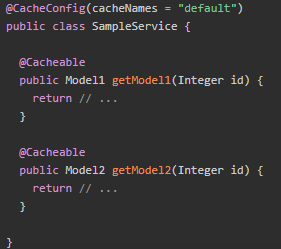 @CacheConfig(cacheNames = "default")
public class SampleService {
@Cacheable
public Model1 getModel1(Integer id) {
return // ...
}
@Cacheable
public Model2 getModel2(Integer id) {
return // ...
}
}